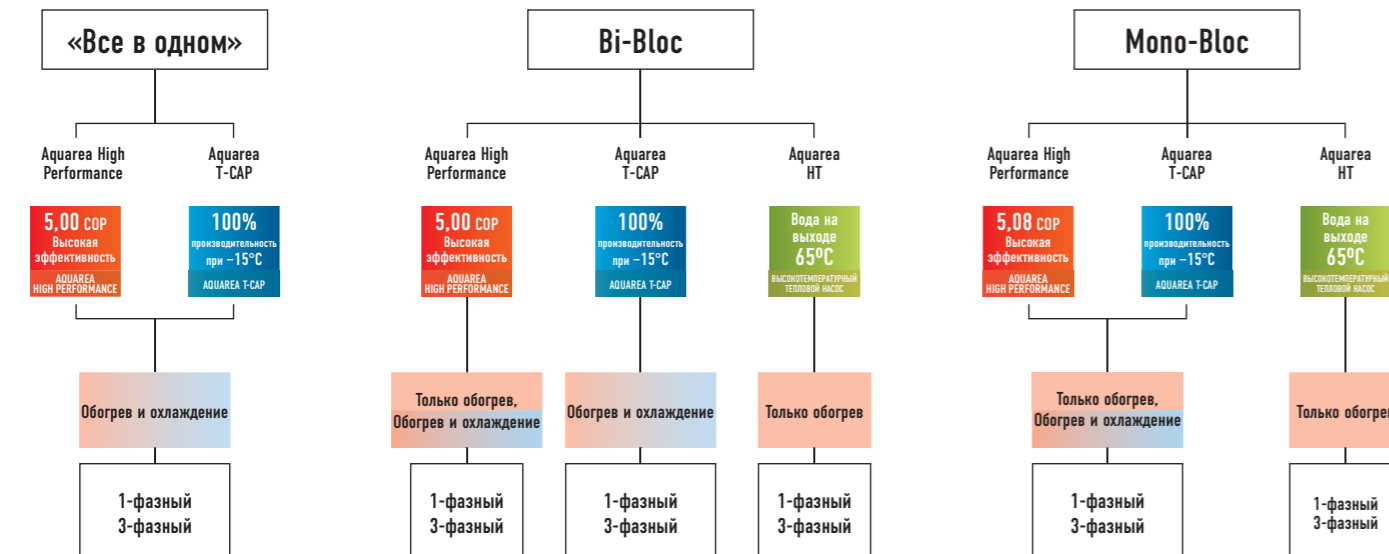 «Все в одном»
Aquarea High
Performance
Aquarea
T-CAP
5,00 COP
Высокая
эффективность
AQUAREA
HIGH PERFORMANCE
100%
производительность
при −15°C
AQUAREA T-CAP
Обогрев и охлаждение
1-фазный
3-фазный
Bi-Bloc
Aquarea High
Performance
Aquarea
T-CAP
Aquarea
HT
5,00 COP
Высокая
эффективность
AQUAREA
HIGH PERFORMANCE
100%
производительность
при −15°C
AQUAREA T-CAP
Вода на
выходе
65ºC
ВЫСОКОТЕМПЕРАТУРНЫЙ
ТЕПЛОВОЙ НАСОС
Только обогрев,
Обогрев и охлаждение
Обогрев и охлаждение
Только обогрев
1-фазный
3-фазный
1-фазный
3-фазный
1-фазный
3-фазный
Mono-Bloc
Aquarea High
Performance
Aquarea
T-CAP
Aquarea
HT
5,08 COP
Высокая
эффективность
AQUAREA
HIGH PERFORMANCE
100%
производительность
при −15°C
AQUAREA T-CAP
Вода на
выходе
65ºC
ВЫСОКОТЕМПЕРАТУРНЫЙ
ТЕПЛОВОЙ НАСОС
Только обогрев,
Обогрев и охлаждение
Только обогрев
1-фазный
3-фазный
1-фазный
3-фазный